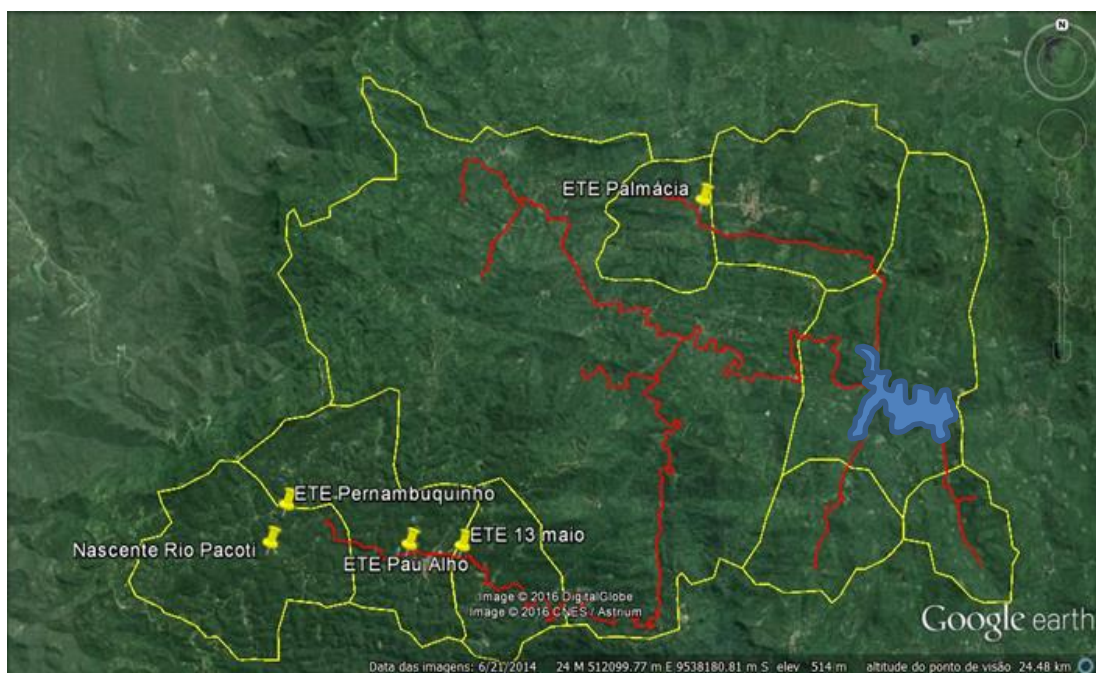 N
ETE Palmácia
ETE Pernambuquinho
Nascente Rio Pacoti
ETE Pau Alho
ETE 13 maio
Image © 2016 DigitalGlobe
Image © 2016 CNES / Astrium
Google earth
Data das imagens: 6/21/2014 24 M 512099.77 m E 9538180.81 m S elev 514 m altitude do ponto de visão 24.48 km